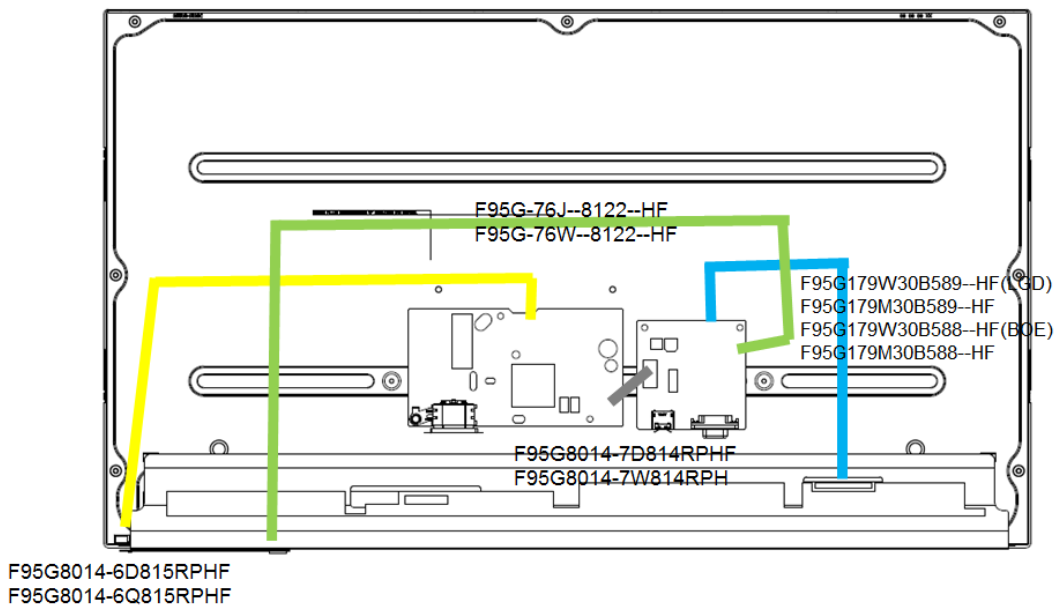 F95G-76J--8122--HF
F95G-76W--8122--HF
F95G179W30B589--HF(LGD)
F95G179M30B589--HF
F95G179W30B588--HF(BOE)
F95G179M30B588--HF
F95G8014-7D814RPHF
F95G8014-7W814RPH
F95G8014-6D815RPHF
F95G8014-6Q815RPHF